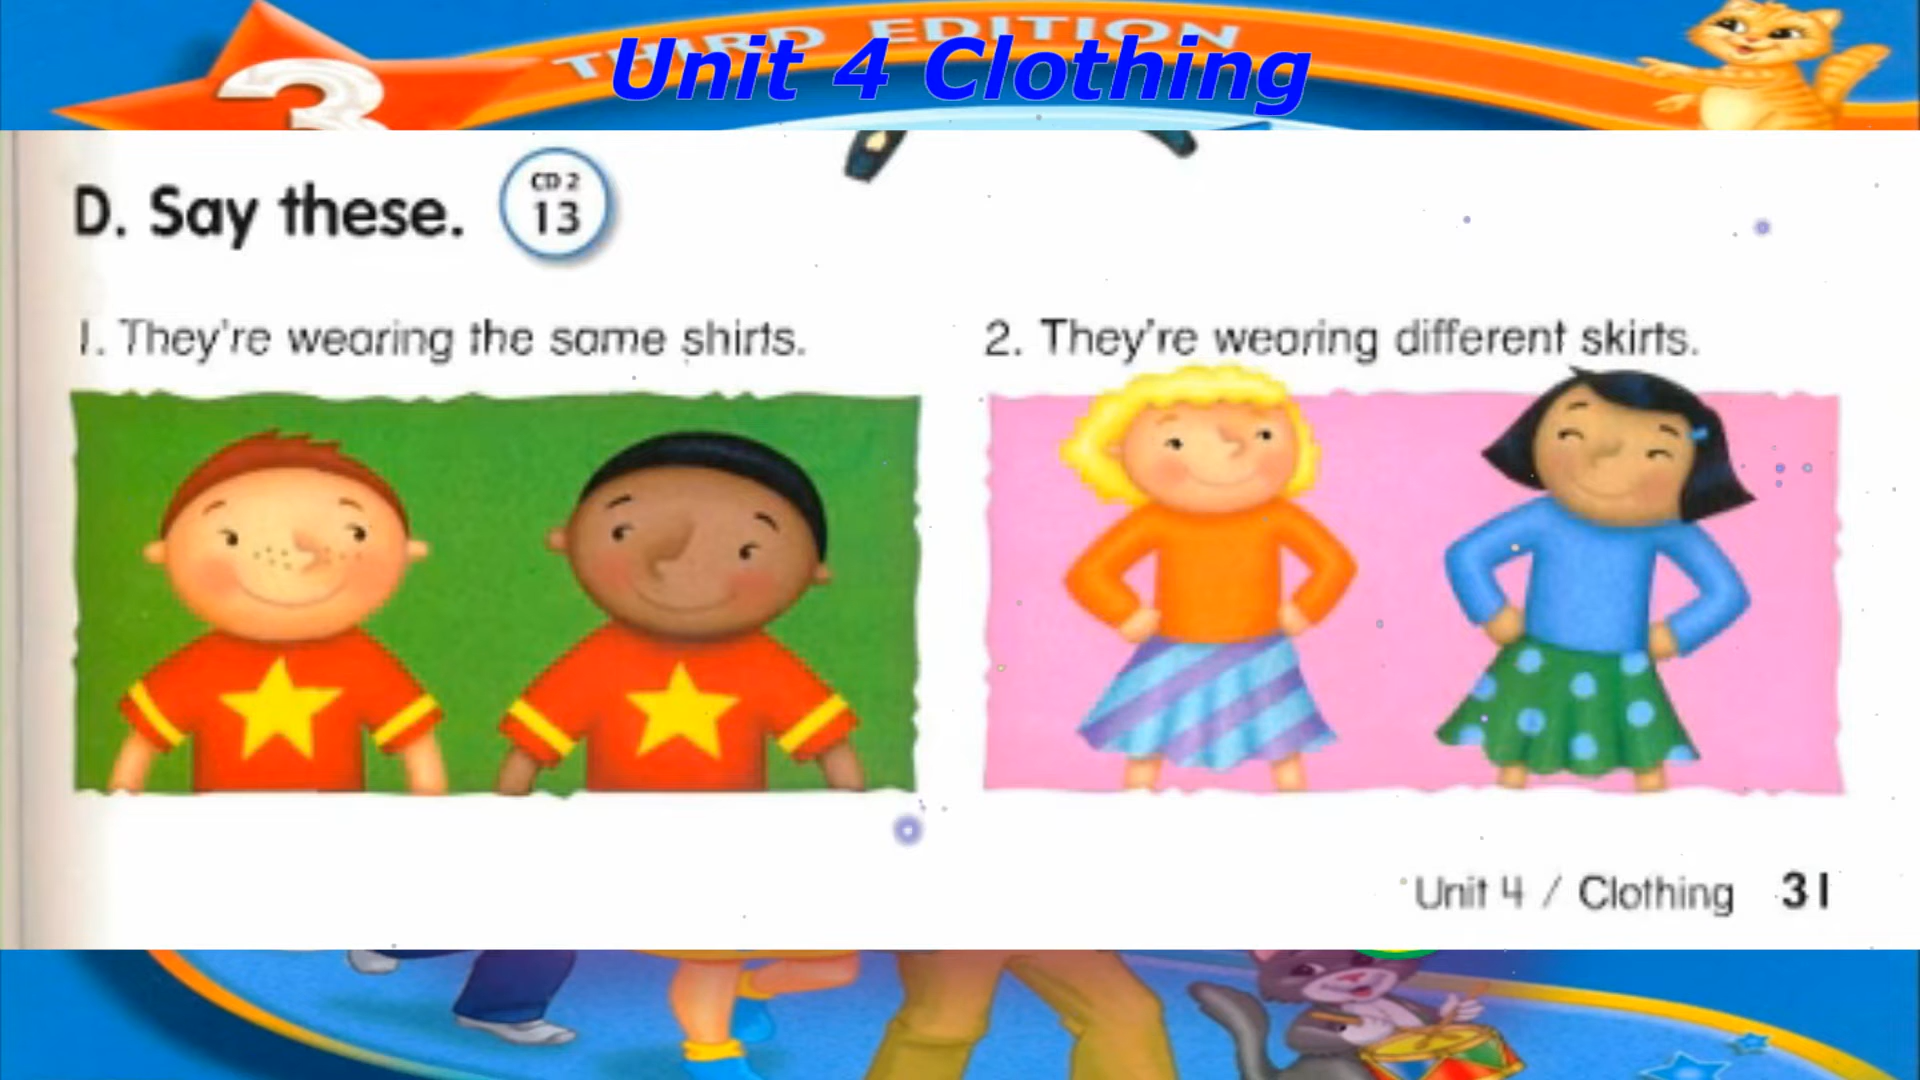 THIRD EDITION
Unit 4 Clothing
3
D. Say these.
CD 2
13
1. They're wearing the same shirts.
2. They're wearing different skirts.
Unit 4 / Clothing 31